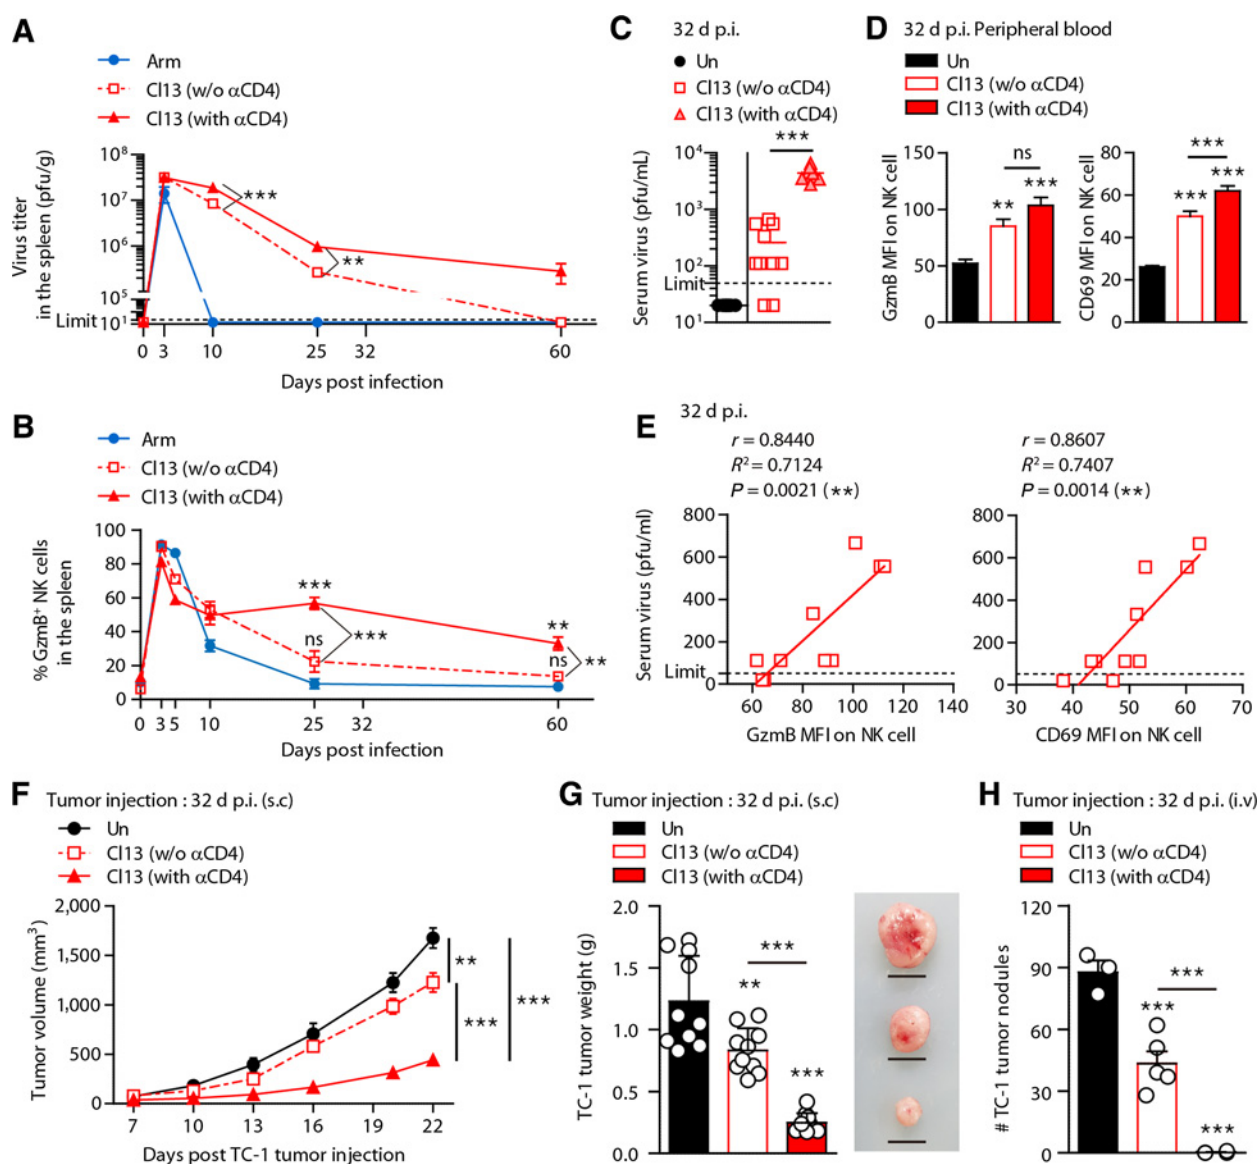 A
Arm
Cl13 (w/o αCD4)
Cl13 (with αCD4)
Virus titer
in the spleen (pfu/g)
10⁸
10⁷
10⁶
10⁵
Limit
10¹
0 3 10 25 32 60
Days post infection
***
**
B
Arm
Cl13 (w/o αCD4)
Cl13 (with αCD4)
% GzmB⁺ NK cells
in the spleen
100
80
60
40
20
0
0 3 5 10 25 32 60
Days post infection
***
ns
***
**
ns
**
C
32 d p.i.
Un
Cl13 (w/o αCD4)
Cl13 (with αCD4)
***
Serum virus (pfu/mL)
10⁴
10³
10²
Limit
10¹
D
32 d p.i. Peripheral blood
Un
Cl13 (w/o αCD4)
Cl13 (with αCD4)
GzmB MFI on NK cell
150
100
50
0
ns
**
***
CD69 MFI on NK cell
80
60
40
20
0
***
***
***
E
32 d p.i.
r = 0.8440
R² = 0.7124
P = 0.0021 (**)
Serum virus (pfu/ml)
800
600
400
200
Limit
0
60 80 100 120 140
GzmB MFI on NK cell
r = 0.8607
R² = 0.7407
P = 0.0014 (**)
800
600
400
200
0
30 40 50 60 70
CD69 MFI on NK cell
F
Tumor injection : 32 d p.i. (s.c)
Un
Cl13 (w/o αCD4)
Cl13 (with αCD4)
Tumor volume (mm³)
2,000
1,500
1,000
500
0
7 10 13 16 19 22
Days post TC-1 tumor injection
**
***
***
G
Tumor injection : 32 d p.i. (s.c)
Un
Cl13 (w/o αCD4)
Cl13 (with αCD4)
TC-1 tumor weight (g)
2.0
1.5
1.0
0.5
0.0
***
**
***
H
Tumor injection : 32 d p.i. (i.v)
Un
Cl13 (w/o αCD4)
Cl13 (with αCD4)
# TC-1 tumor nodules
120
90
60
30
0
***
***
***